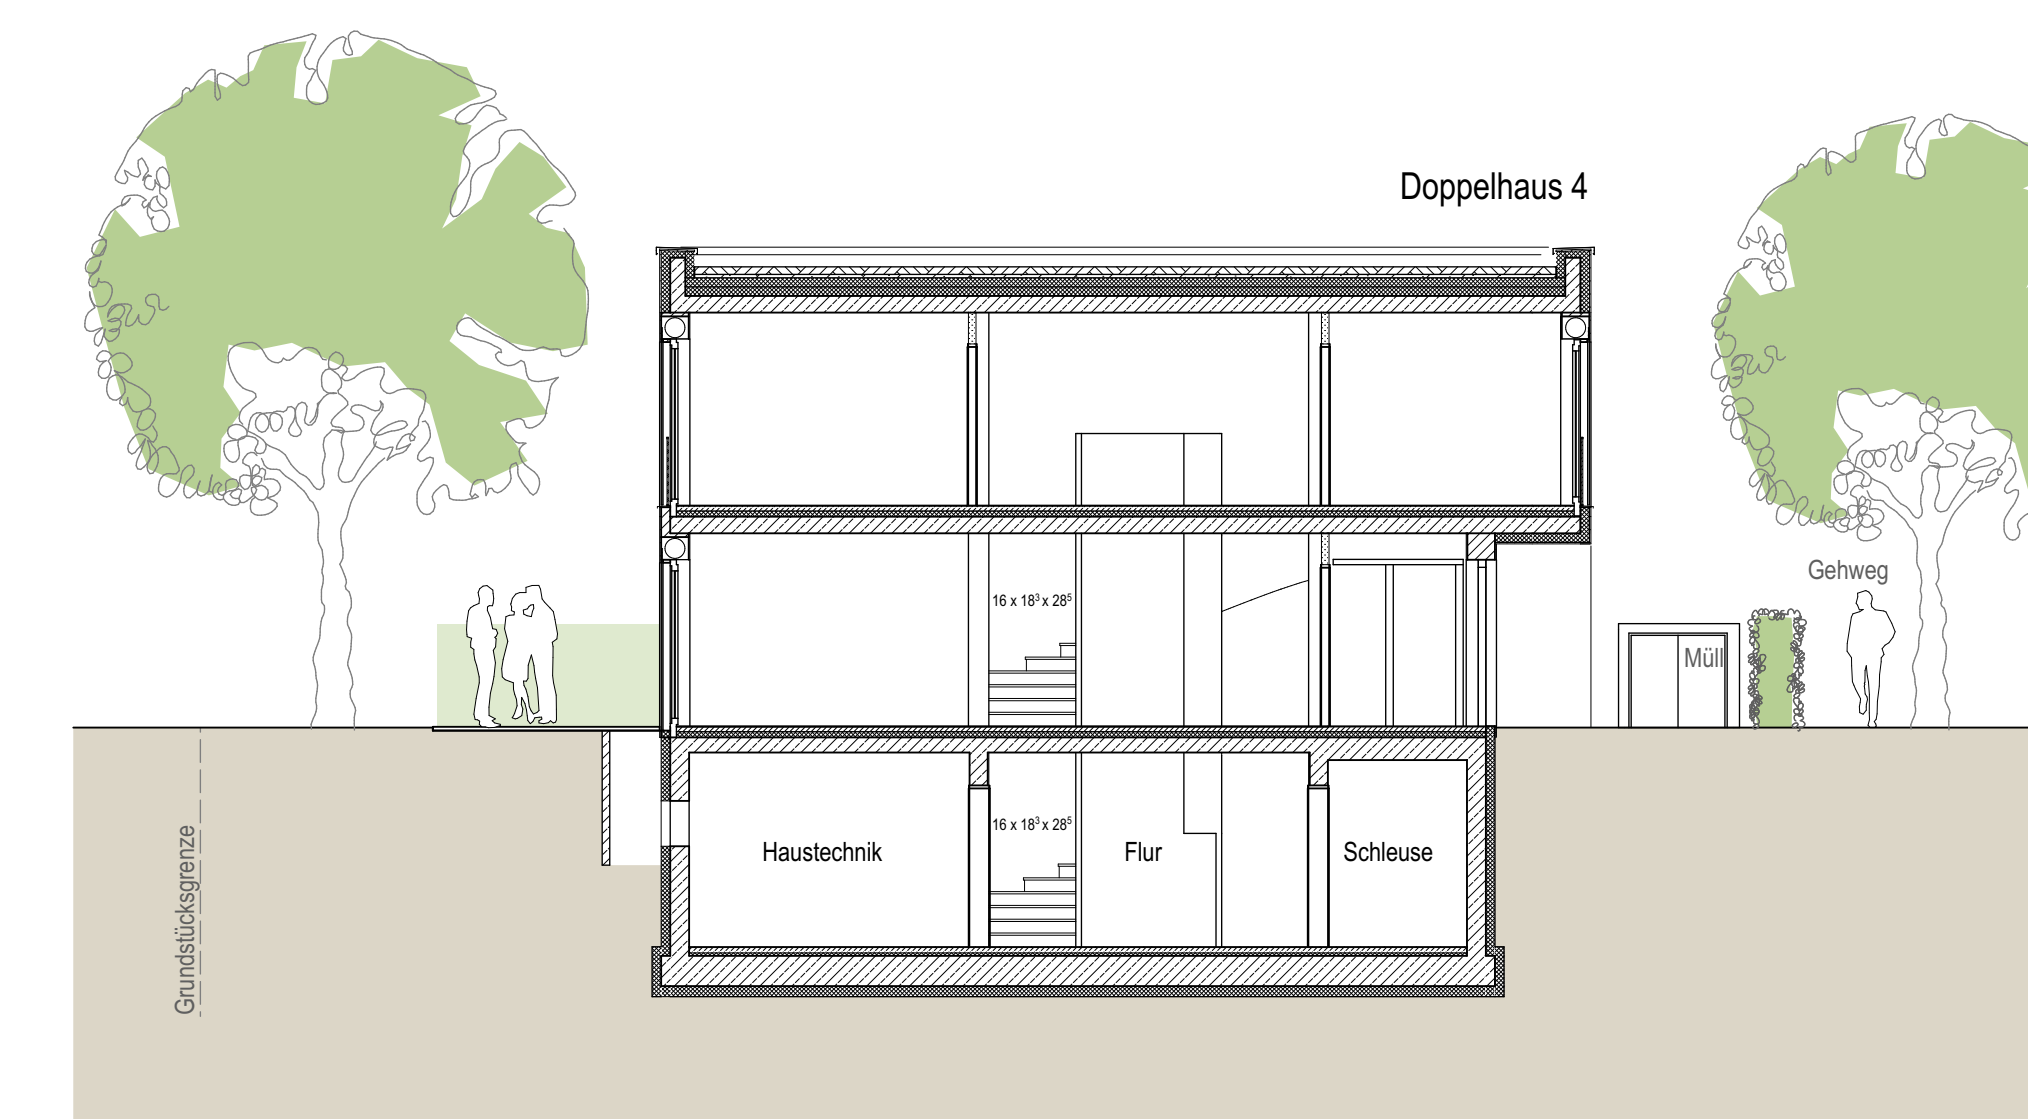 Doppelhaus 4
Gehweg
16 x 18³ x 28⁵
Müll
16 x 18³ x 28⁵
Haustechnik
Flur
Schleuse
Grundstücksgrenze